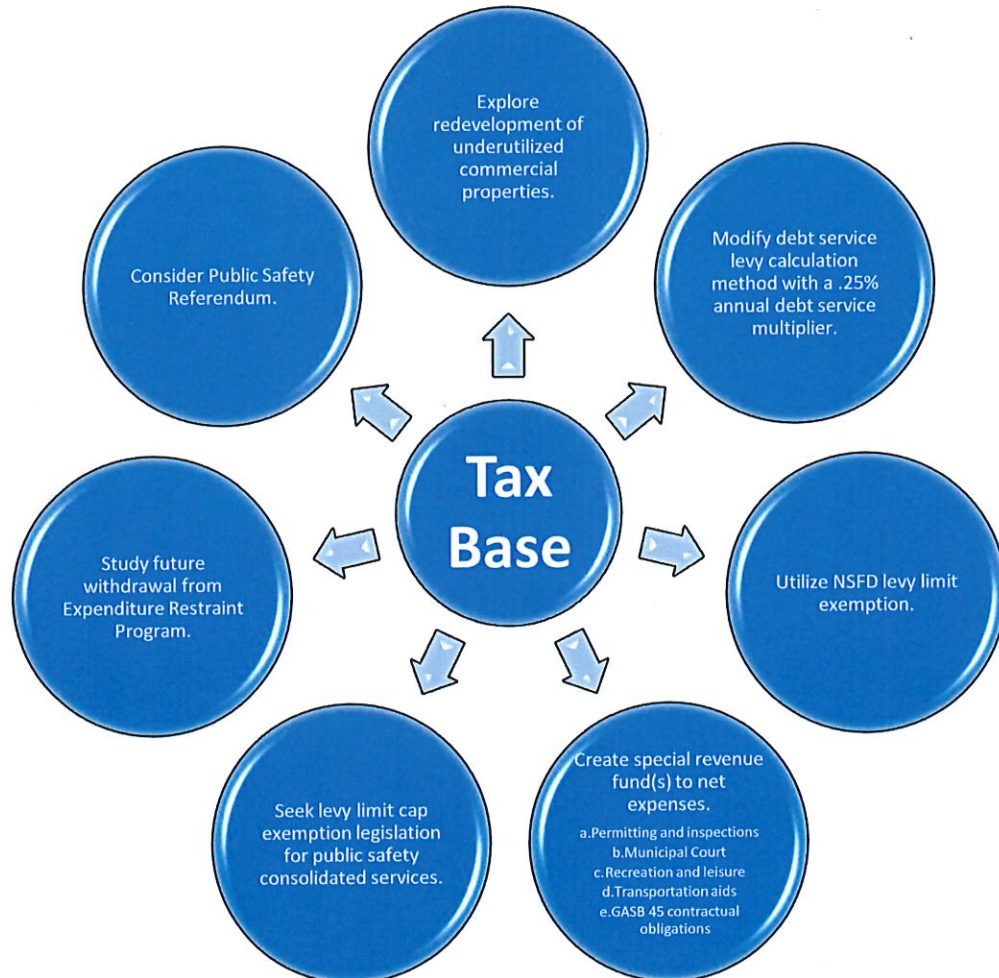 Explore
redevelopment of
underutilized
commercial
properties.
Modify debt service
levy calculation
method with a .25%
annual debt service
multiplier.
Utilize NSFD levy limit
exemption.
Create special revenue
fund(s) to net
expenses.
a.Permitting and inspections
b.Municipal Court
c.Recreation and leisure
d.Transportation aids
e.GASB 45 contractual
obligations
Seek levy limit cap
exemption legislation
for public safety
consolidated services.
Study future
withdrawal from
Expenditure Restraint
Program.
Consider Public Safety
Referendum.
Tax
Base